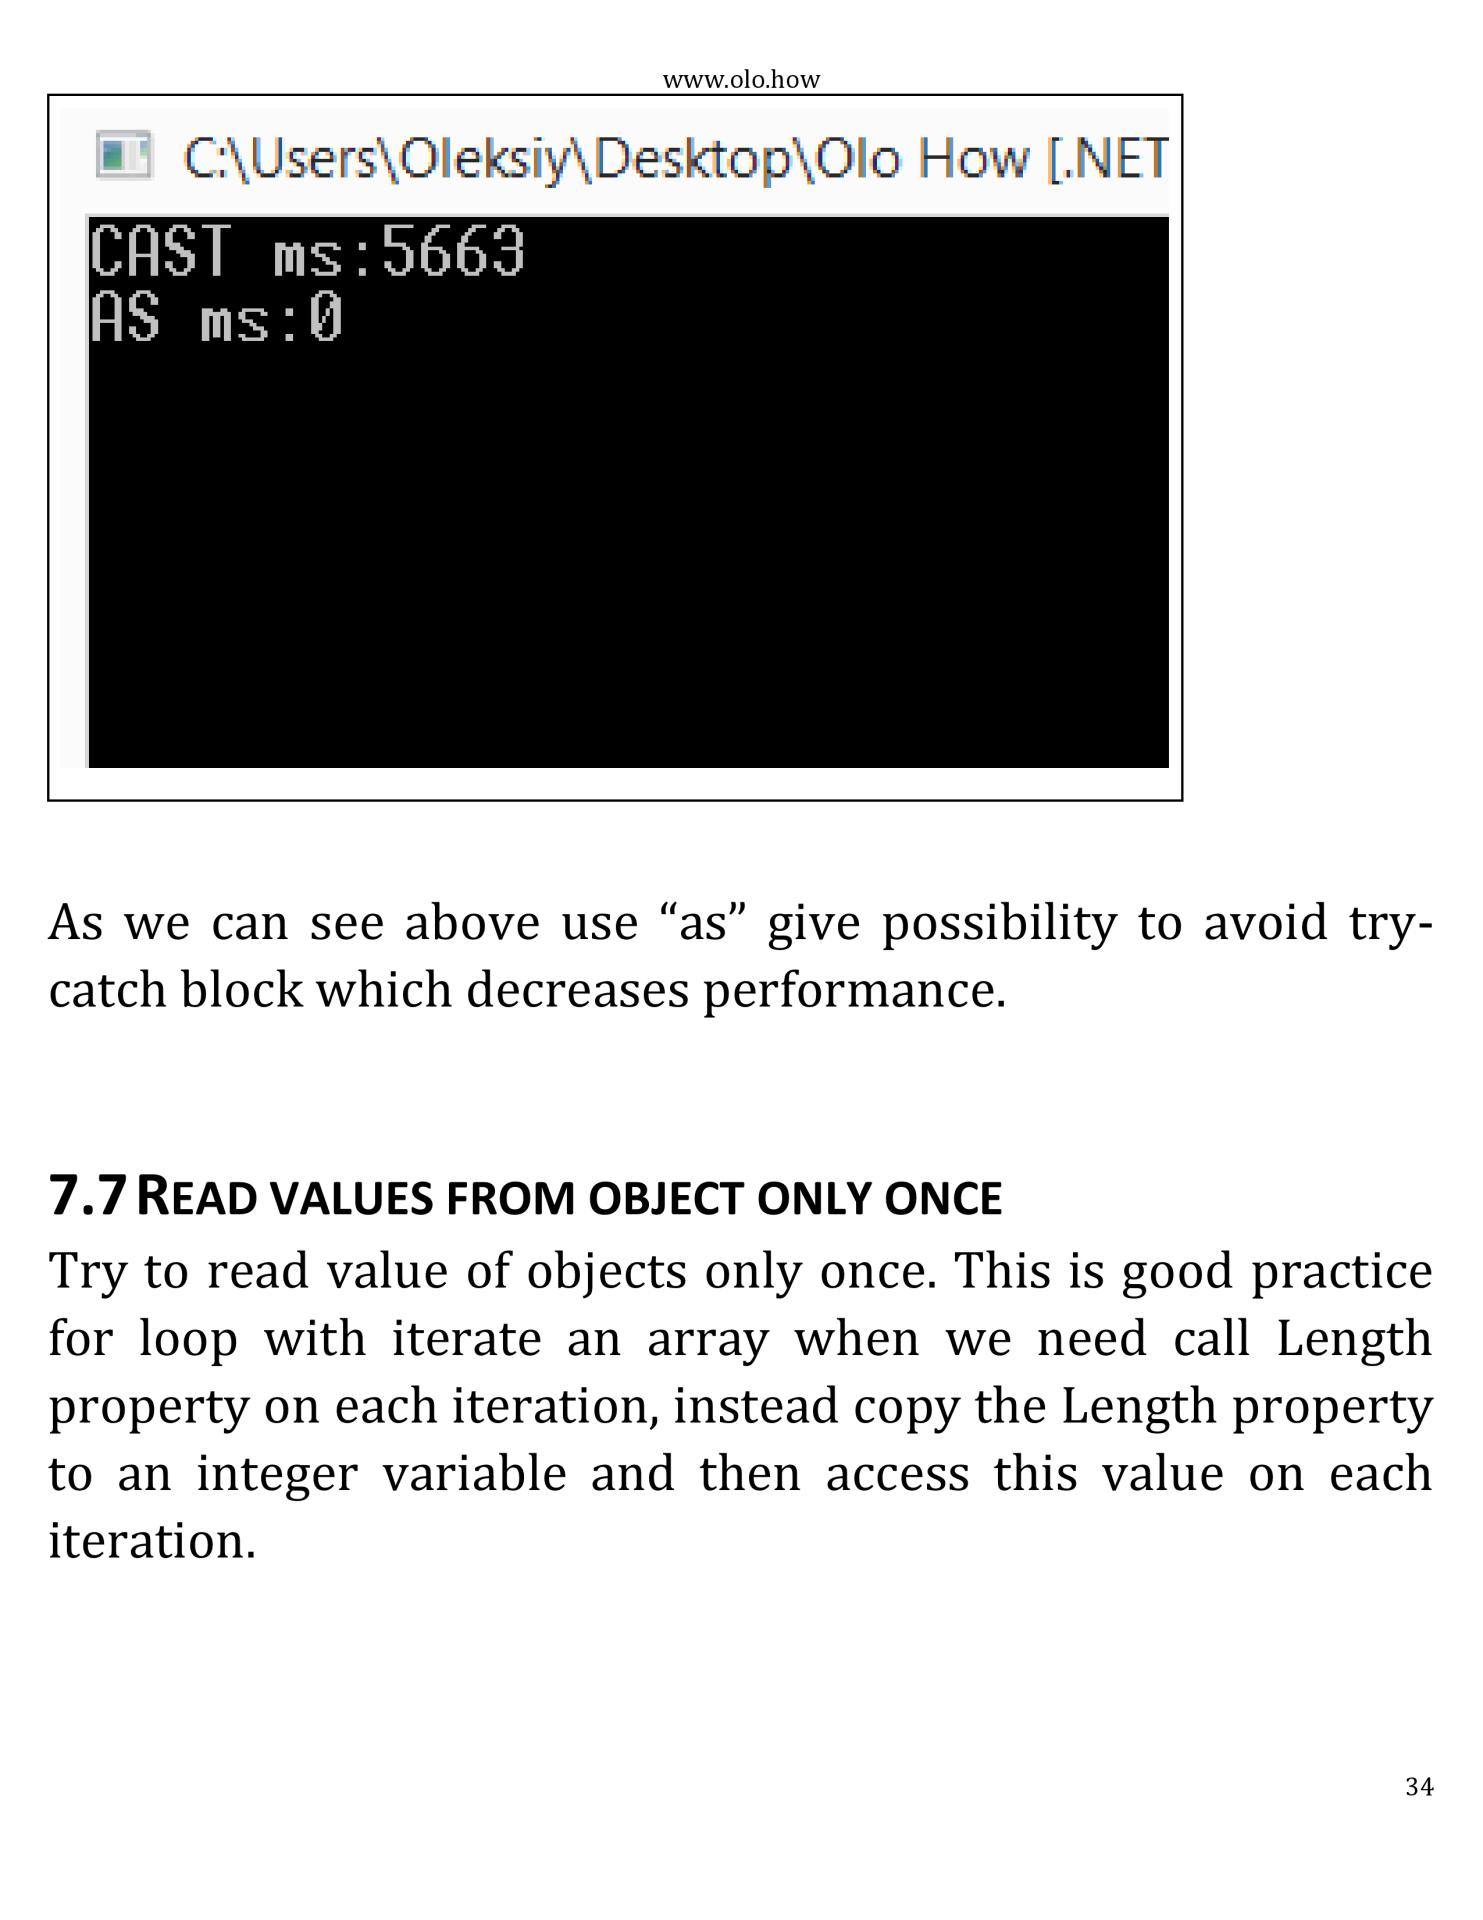 www.olo.how
C:\Users\Oleksiy\Desktop\Olo How [.NET
CAST ms:5663
AS ms:0
As we can see above use “as” give possibility to avoid try-
catch block which decreases performance.
7.7 READ VALUES FROM OBJECT ONLY ONCE
Try to read value of objects only once. This is good practice
for loop with iterate an array when we need call Length
property on each iteration, instead copy the Length property
to an integer variable and then access this value on each
iteration.
34